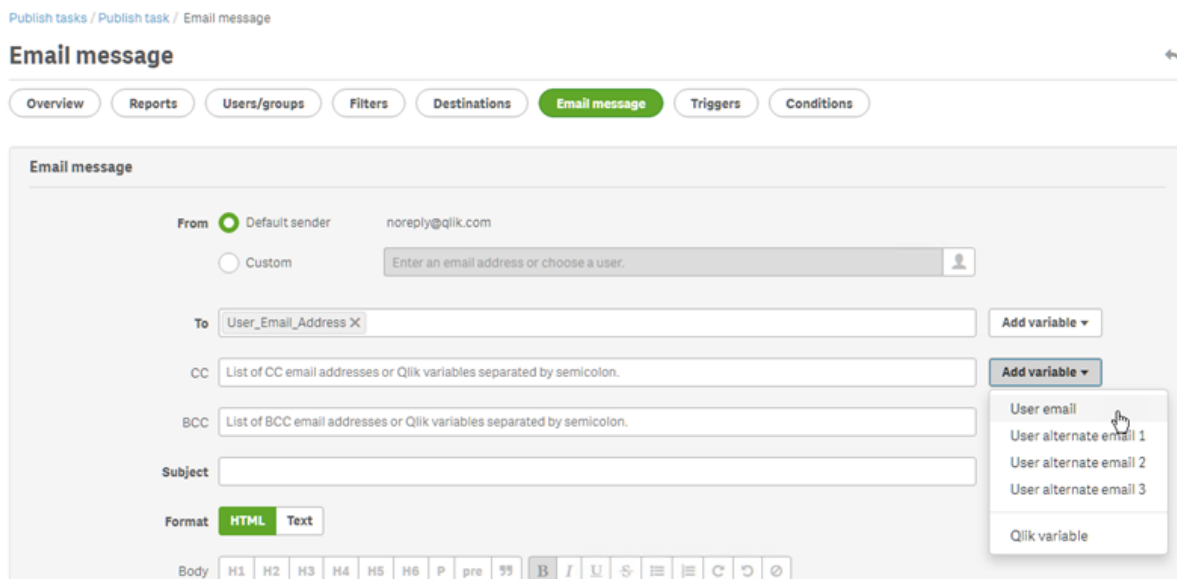 Publish tasks / Publish task / Email message
Email message
Overview Reports Users/groups Filters Destinations Email message Triggers Conditions
Email message
From Default sender noreply@qlik.com
Custom Enter an email address or choose a user.
To User_Email_Address X Add variable
CC List of CC email addresses or Qlik variables separated by semicolon. Add variable
User email
BCC List of BCC email addresses or Qlik variables separated by semicolon.
User alternate email 1
User alternate email 2
Subject
User alternate email 3
Format HTML Text
Qlik variable
Body H1 H2 H3 H4 H5 H6 P pre B I U S